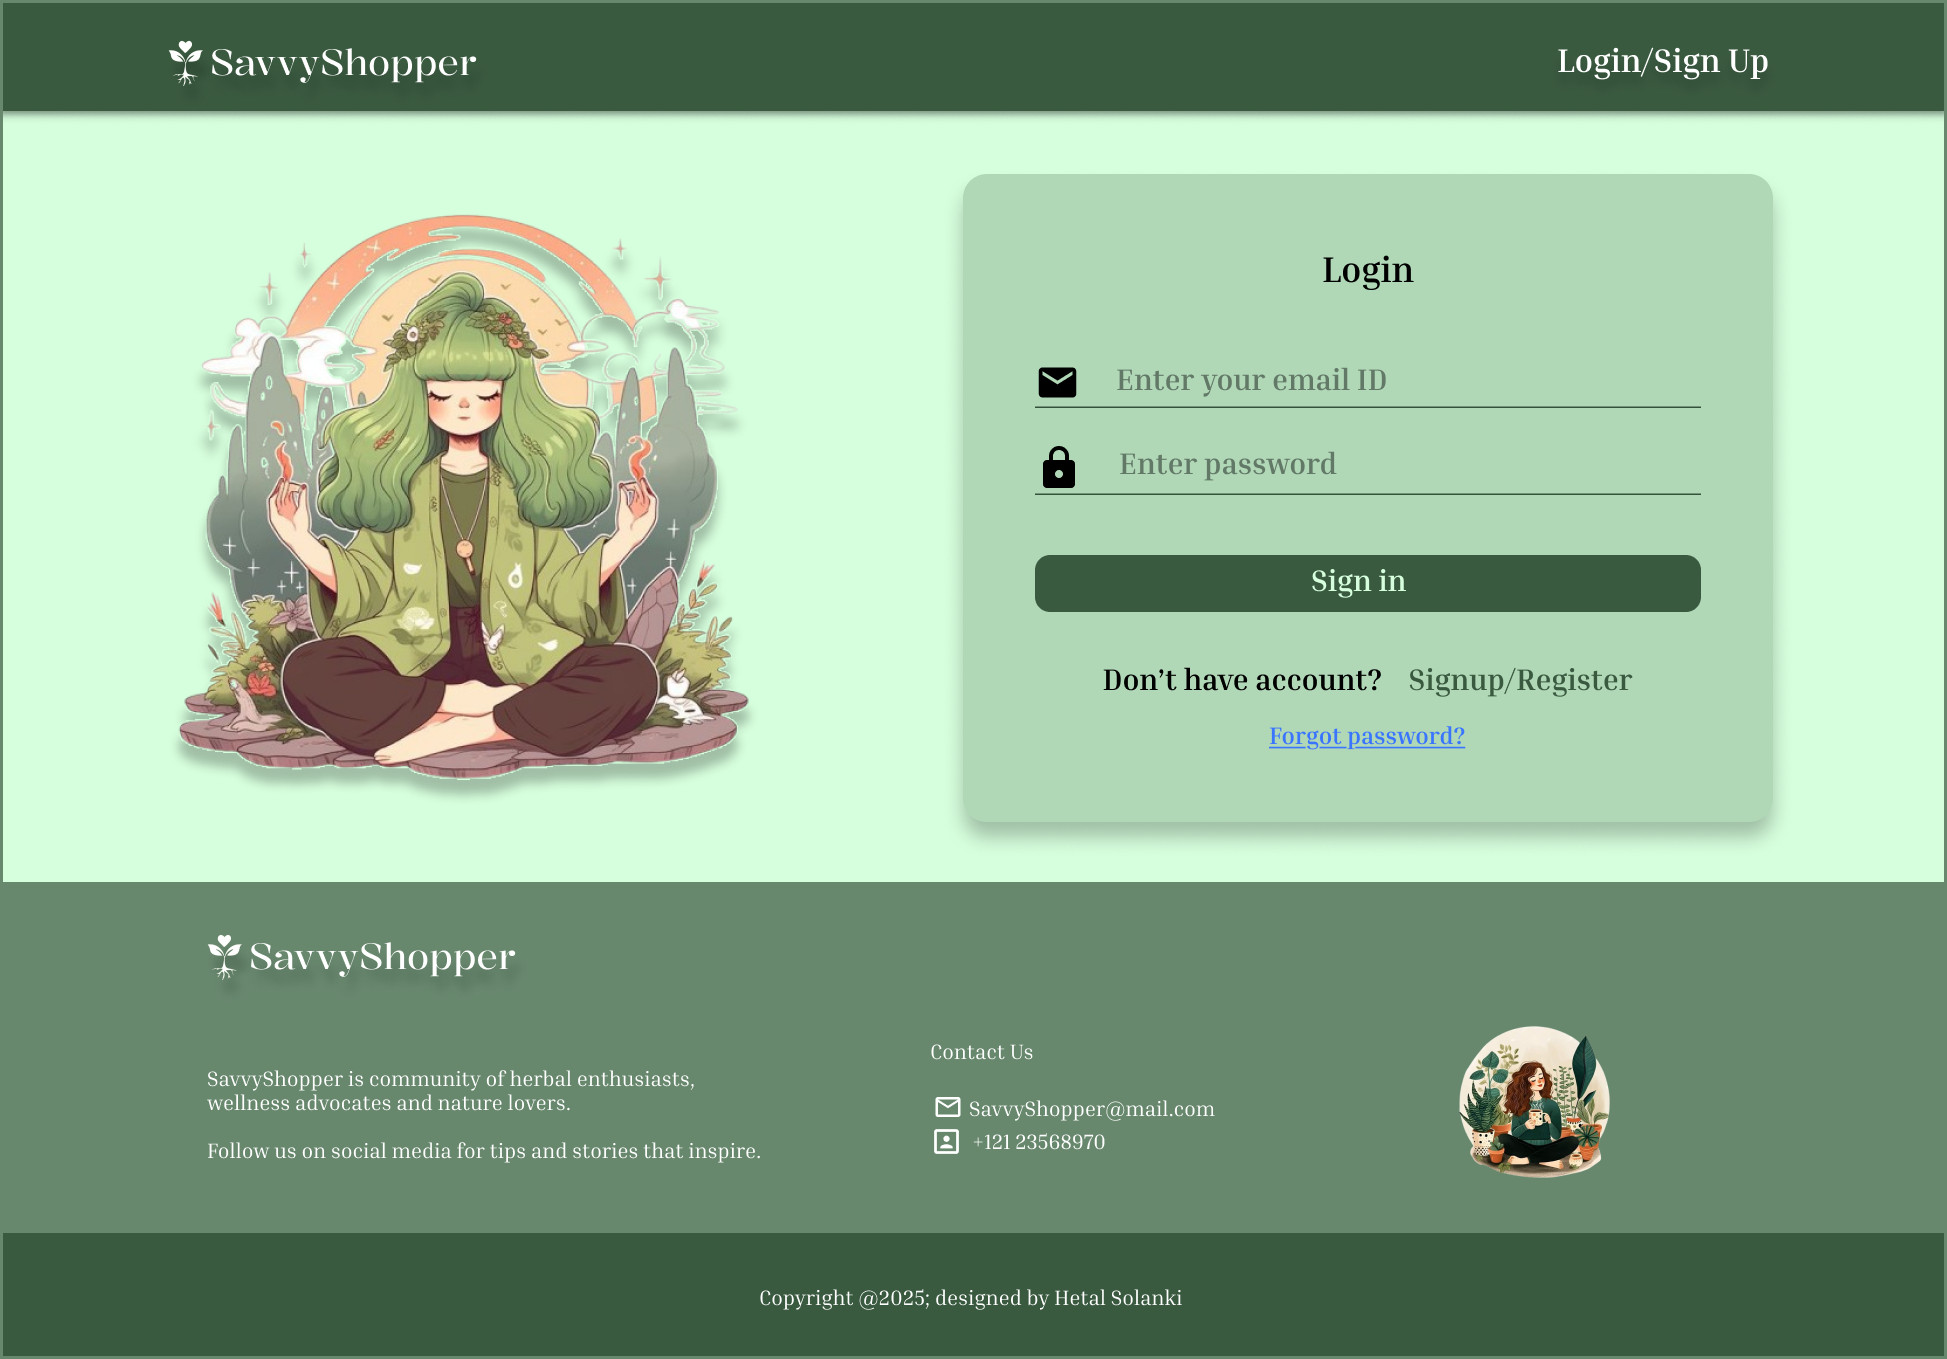 SavvyShopper
Login/Sign Up
Login
Enter your email ID
Enter password
Sign in
Don’t have account? Signup/Register
Forgot password?
SavvyShopper
SavvyShopper is community of herbal enthusiasts,
wellness advocates and nature lovers.
Follow us on social media for tips and stories that inspire.
Contact Us
SavvyShopper@mail.com
+121 23568970
Copyright @2025; designed by Hetal Solanki